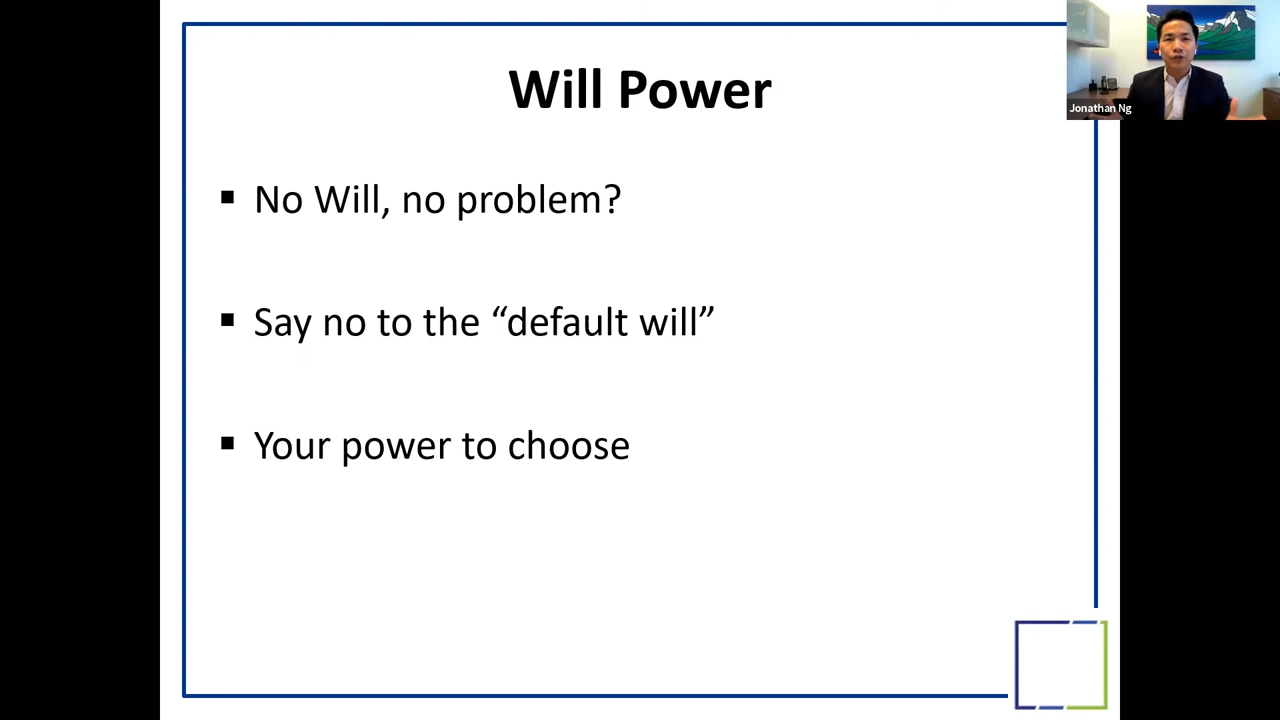 Will Power
Jonathan Ng
▪ No Will, no problem?
▪ Say no to the “default will”
▪ Your power to choose